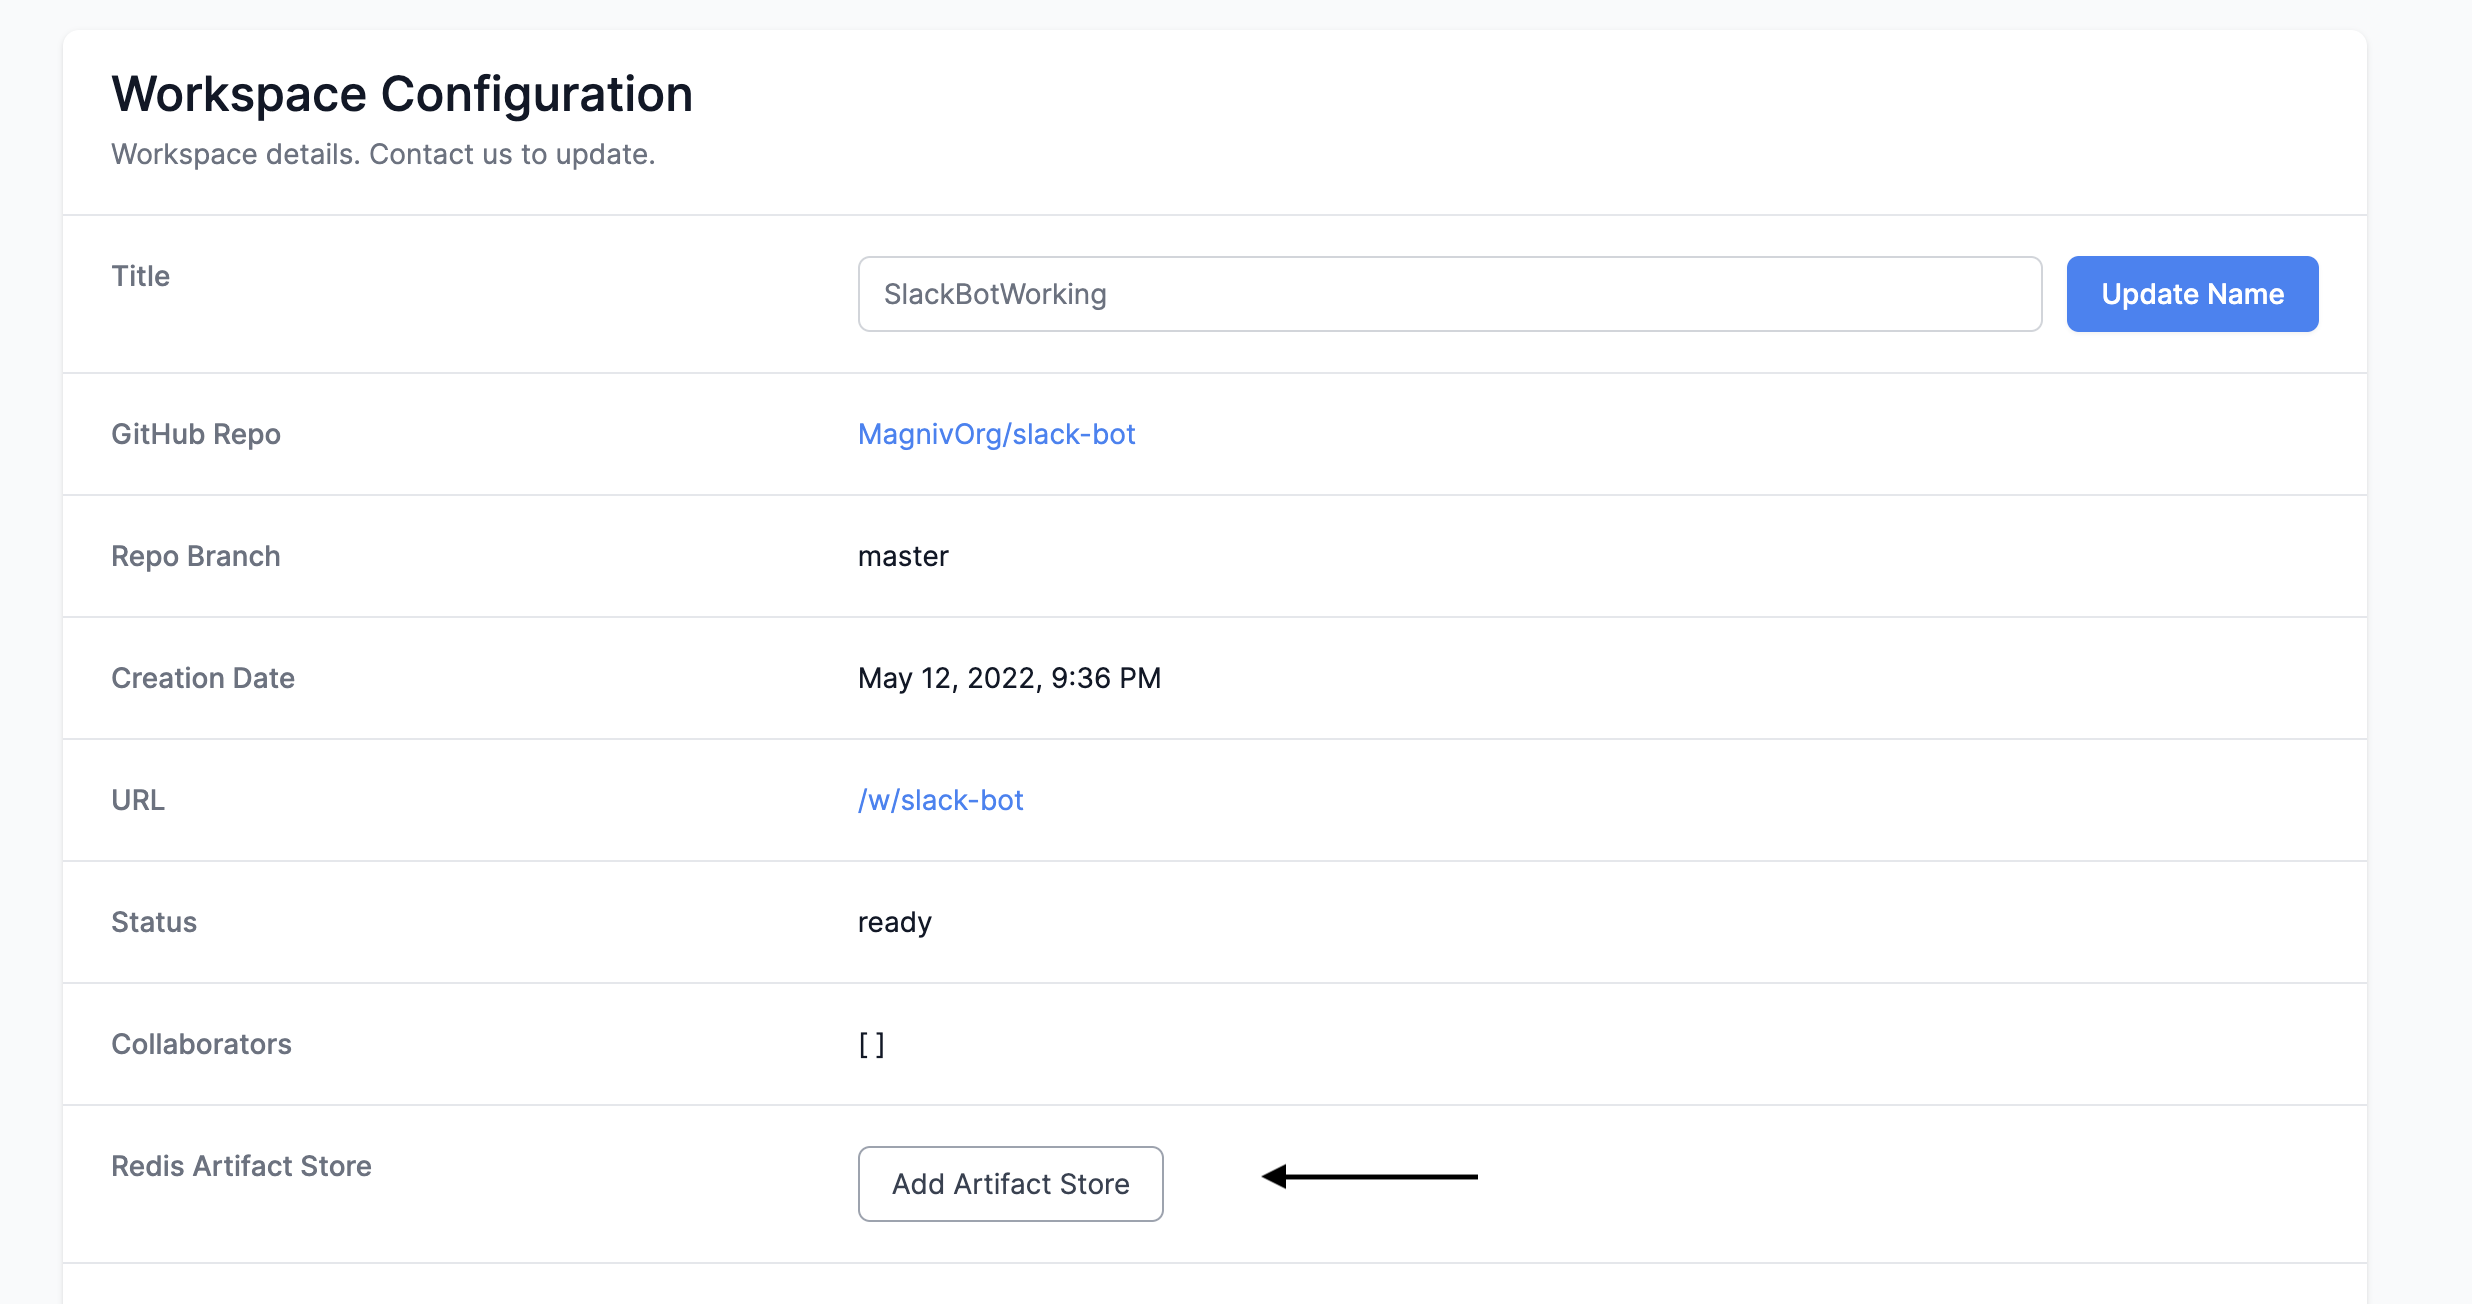 Workspace Configuration
Workspace details. Contact us to update.
Title
SlackBotWorking
Update Name
GitHub Repo
MagnivOrg/slack-bot
Repo Branch
master
Creation Date
May 12, 2022, 9:36 PM
URL
/w/slack-bot
Status
ready
Collaborators
[ ]
Redis Artifact Store
Add Artifact Store